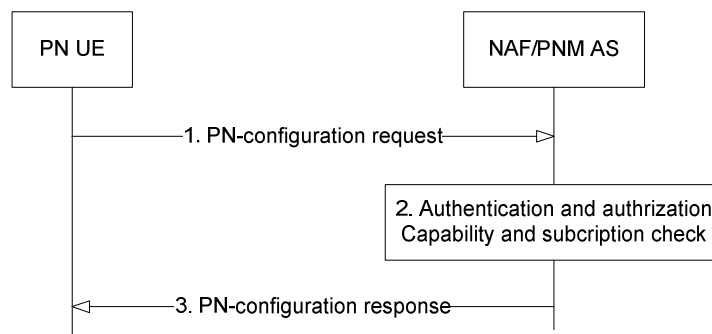 PN UE
NAF/PNM AS
1. PN-configuration request
2. Authentication and authrization
Capability and subcription check
3. PN-configuration response